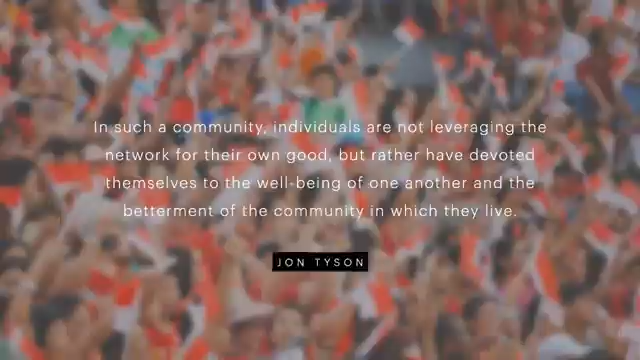 In such a community, individuals are not leveraging the
network for their own good, but rather have devoted
themselves to the well-being of one another and the
betterment of the community in which they live.
JON TYSON